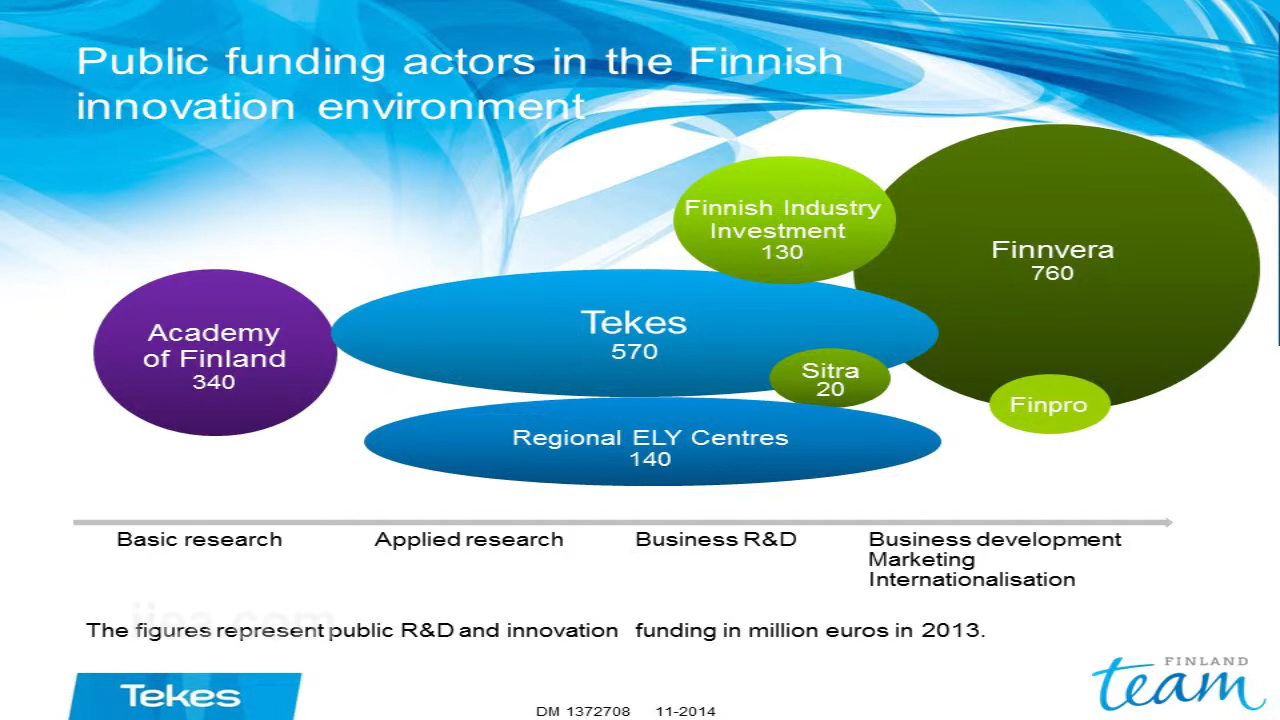 Public funding actors in the Finnish
innovation environment
Finnish Industry
Investment
130
Finnvera
760
Academy
of Finland
340
Tekes
570
Sitra
20
Finpro
Regional ELY Centres
140
Basic research
Applied research
Business R&D
Business development
Marketing
Internationalisation
iiea.com
The figures represent public R&D and innovation funding in million euros in 2013.
Tekes
DM 1372708 11-2014
FINLAND
team